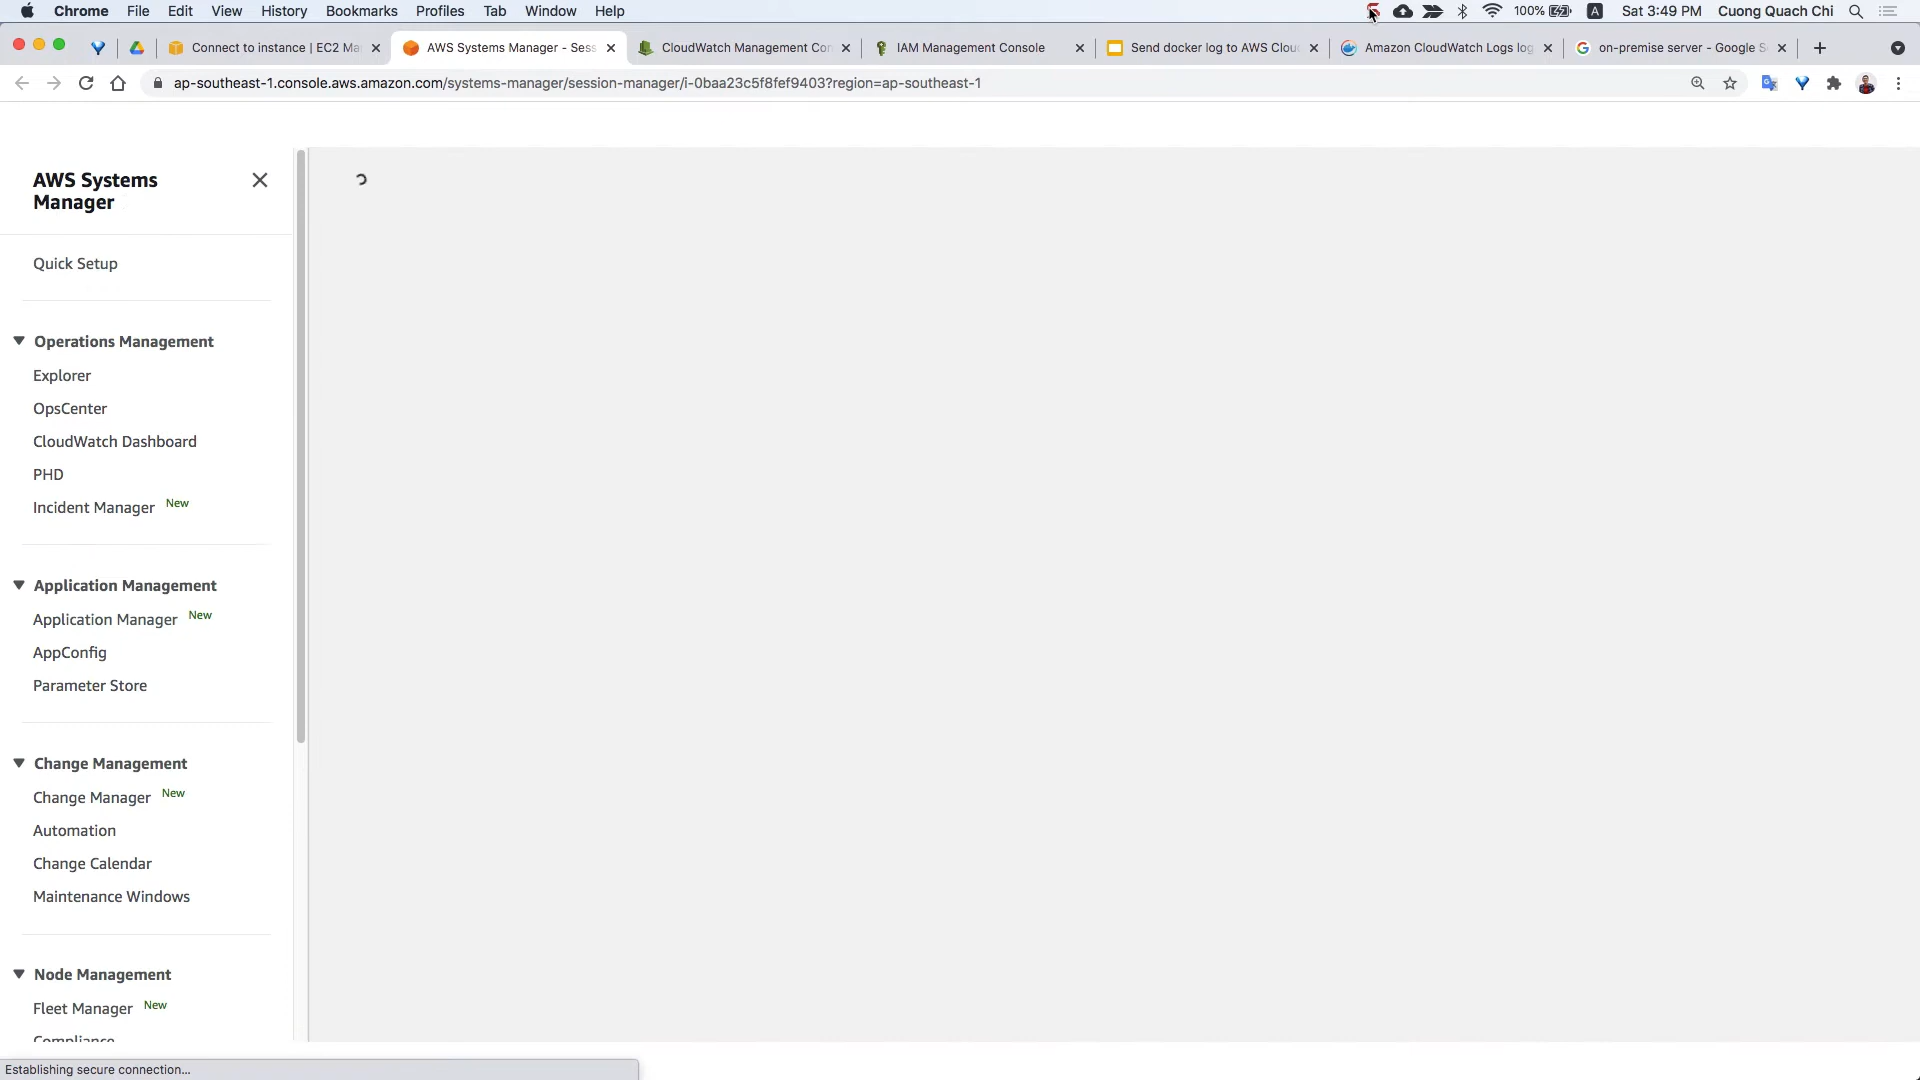 Chrome File Edit View History Bookmarks Profiles Tab Window Help 100% A Sat 3:49 PM Cuong Quach Chi
Connect to instance | EC2 Ma
AWS Systems Manager - Sess
CloudWatch Management Con
IAM Management Console
Send docker log to AWS Clou
Amazon CloudWatch Logs log
on-premise server - Google S
ap-southeast-1.console.aws.amazon.com/systems-manager/session-manager/i-0baa23c5f8fef9403?region=ap-southeast-1
AWS Systems
Manager
Quick Setup
Operations Management
Explorer
OpsCenter
CloudWatch Dashboard
PHD
Incident Manager New
Application Management
Application Manager New
AppConfig
Parameter Store
Change Management
Change Manager New
Automation
Change Calendar
Maintenance Windows
Node Management
Fleet Manager New
Compliance
Establishing secure connection...